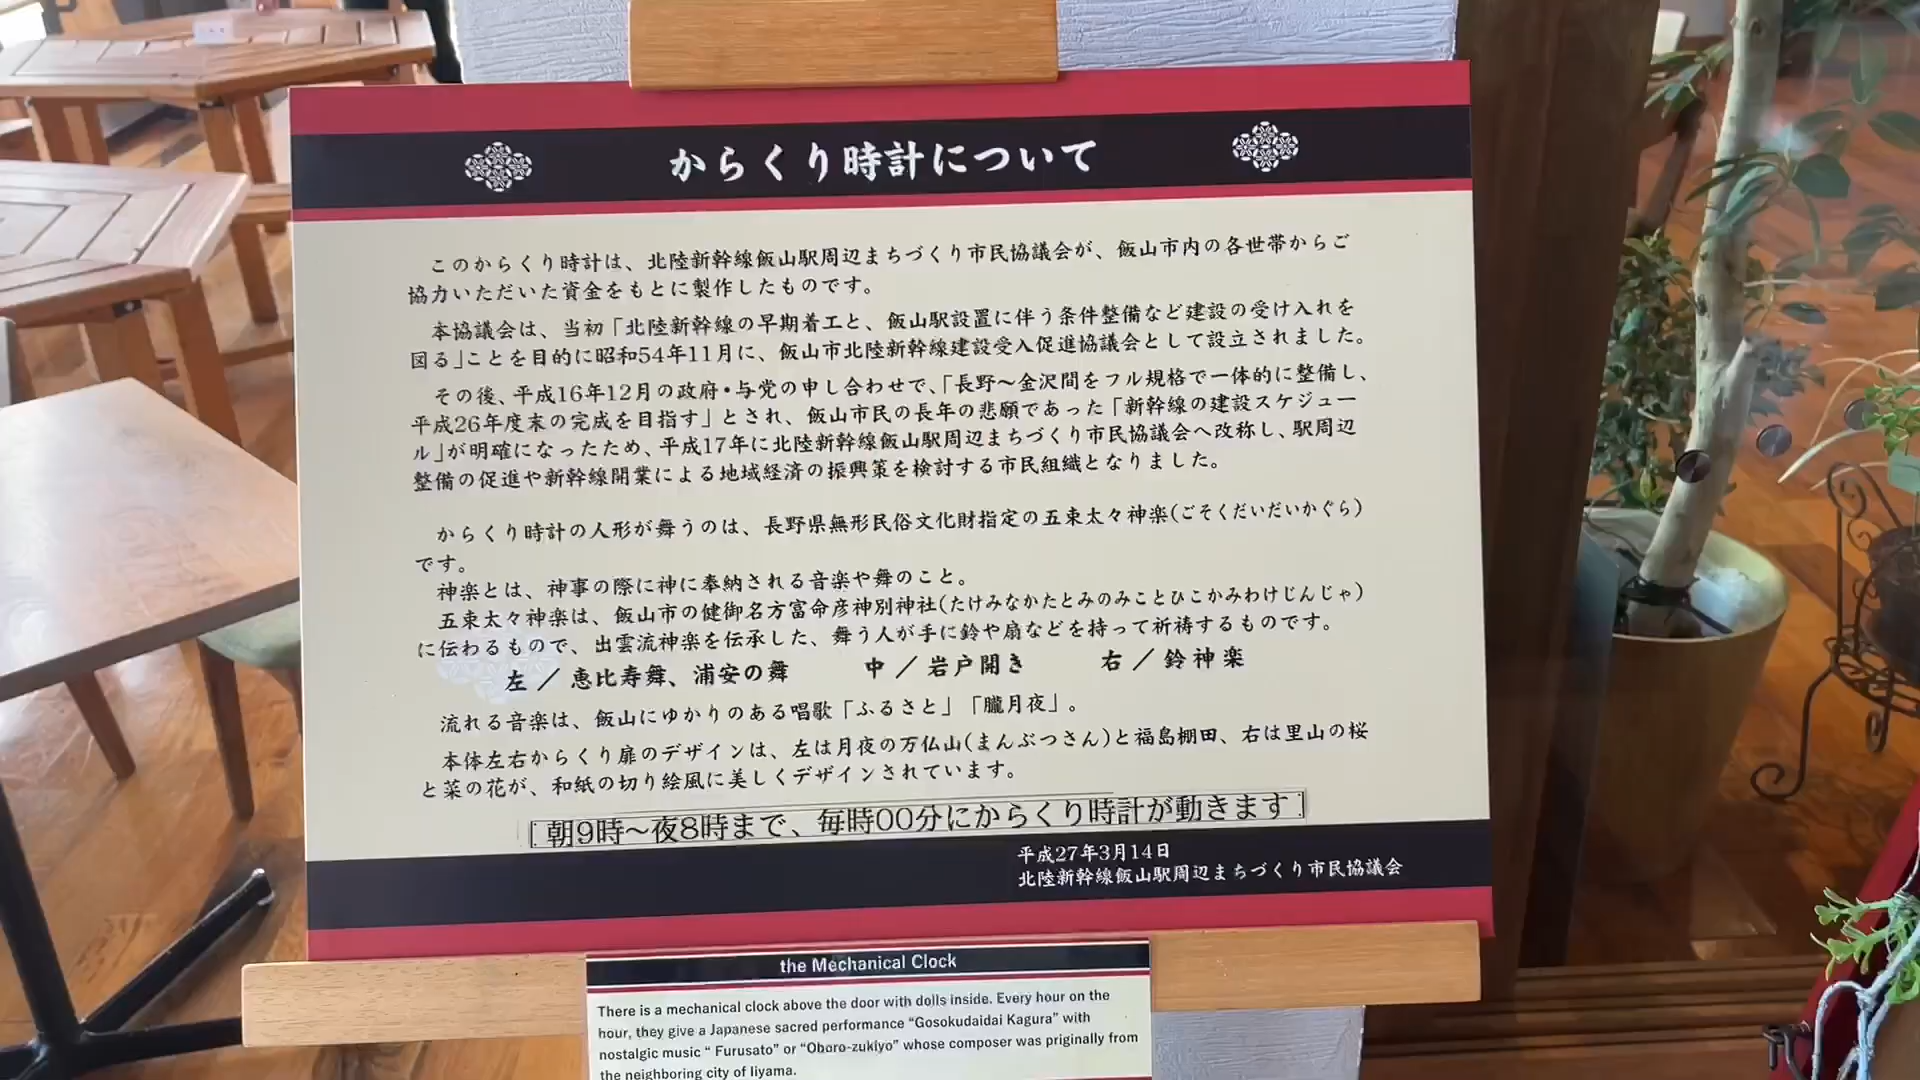 からくり時計について
このからくり時計は、北陸新幹線飯山駅周辺まちづくり市民協議会が、飯山市内の各世帯からご
協力いただいた資金をもとに製作したものです。
本協議会は、当初「北陸新幹線の早期着工と、飯山駅設置に伴う条件整備など建設の受け入れを
図る」ことを目的に昭和54年11月に、飯山市北陸新幹線建設受入促進協議会として設立されました。
その後、平成16年12月の政府・与党の申し合わせで、「長野～金沢間をフル規格で一体的に整備し、
平成26年度末の完成を目指す」とされ、飯山市民の長年の悲願であった「新幹線の建設スケジュー
ル」が明確になったため、平成17年に北陸新幹線飯山駅周辺まちづくり市民協議会へ改称し、駅周辺
整備の促進や新幹線開業による地域経済の振興策を検討する市民組織となりました。
からくり時計の人形が舞うのは、長野県無形民俗文化財指定の五束太々神楽(ごそくだいだいかぐら)
です。
神楽とは、神事の際に神に奉納される音楽や舞のこと。
五束太々神楽は、飯山市の健御名方富命彦神別神社(たけみなかたとみのみことひこかみわけじんじゃ)
に伝わるもので、出雲流神楽を伝承した、舞う人が手に鈴や扇などを持って祈祷するものです。
左／恵比寿舞、浦安の舞　中／岩戸開き　右／鈴神楽
流れる音楽は、飯山にゆかりのある唱歌「ふるさと」「朧月夜」。
本体左右からくり扉のデザインは、左は月夜の万仏山(まんぶつさん)と福島棚田、右は里山の桜
と菜の花が、和紙の切り絵風に美しくデザインされています。
[朝9時～夜8時まで、毎時00分にからくり時計が動きます]
平成27年3月14日
北陸新幹線飯山駅周辺まちづくり市民協議会
the Mechanical Clock
There is a mechanical clock above the door with dolls inside. Every hour on the
hour, they give a Japanese sacred performance “Gosokudaidai Kagura” with
nostalgic music “ Furusato” or “Oboro-zukiyo” whose composer was priginally from
the neighboring city of Iiyama.